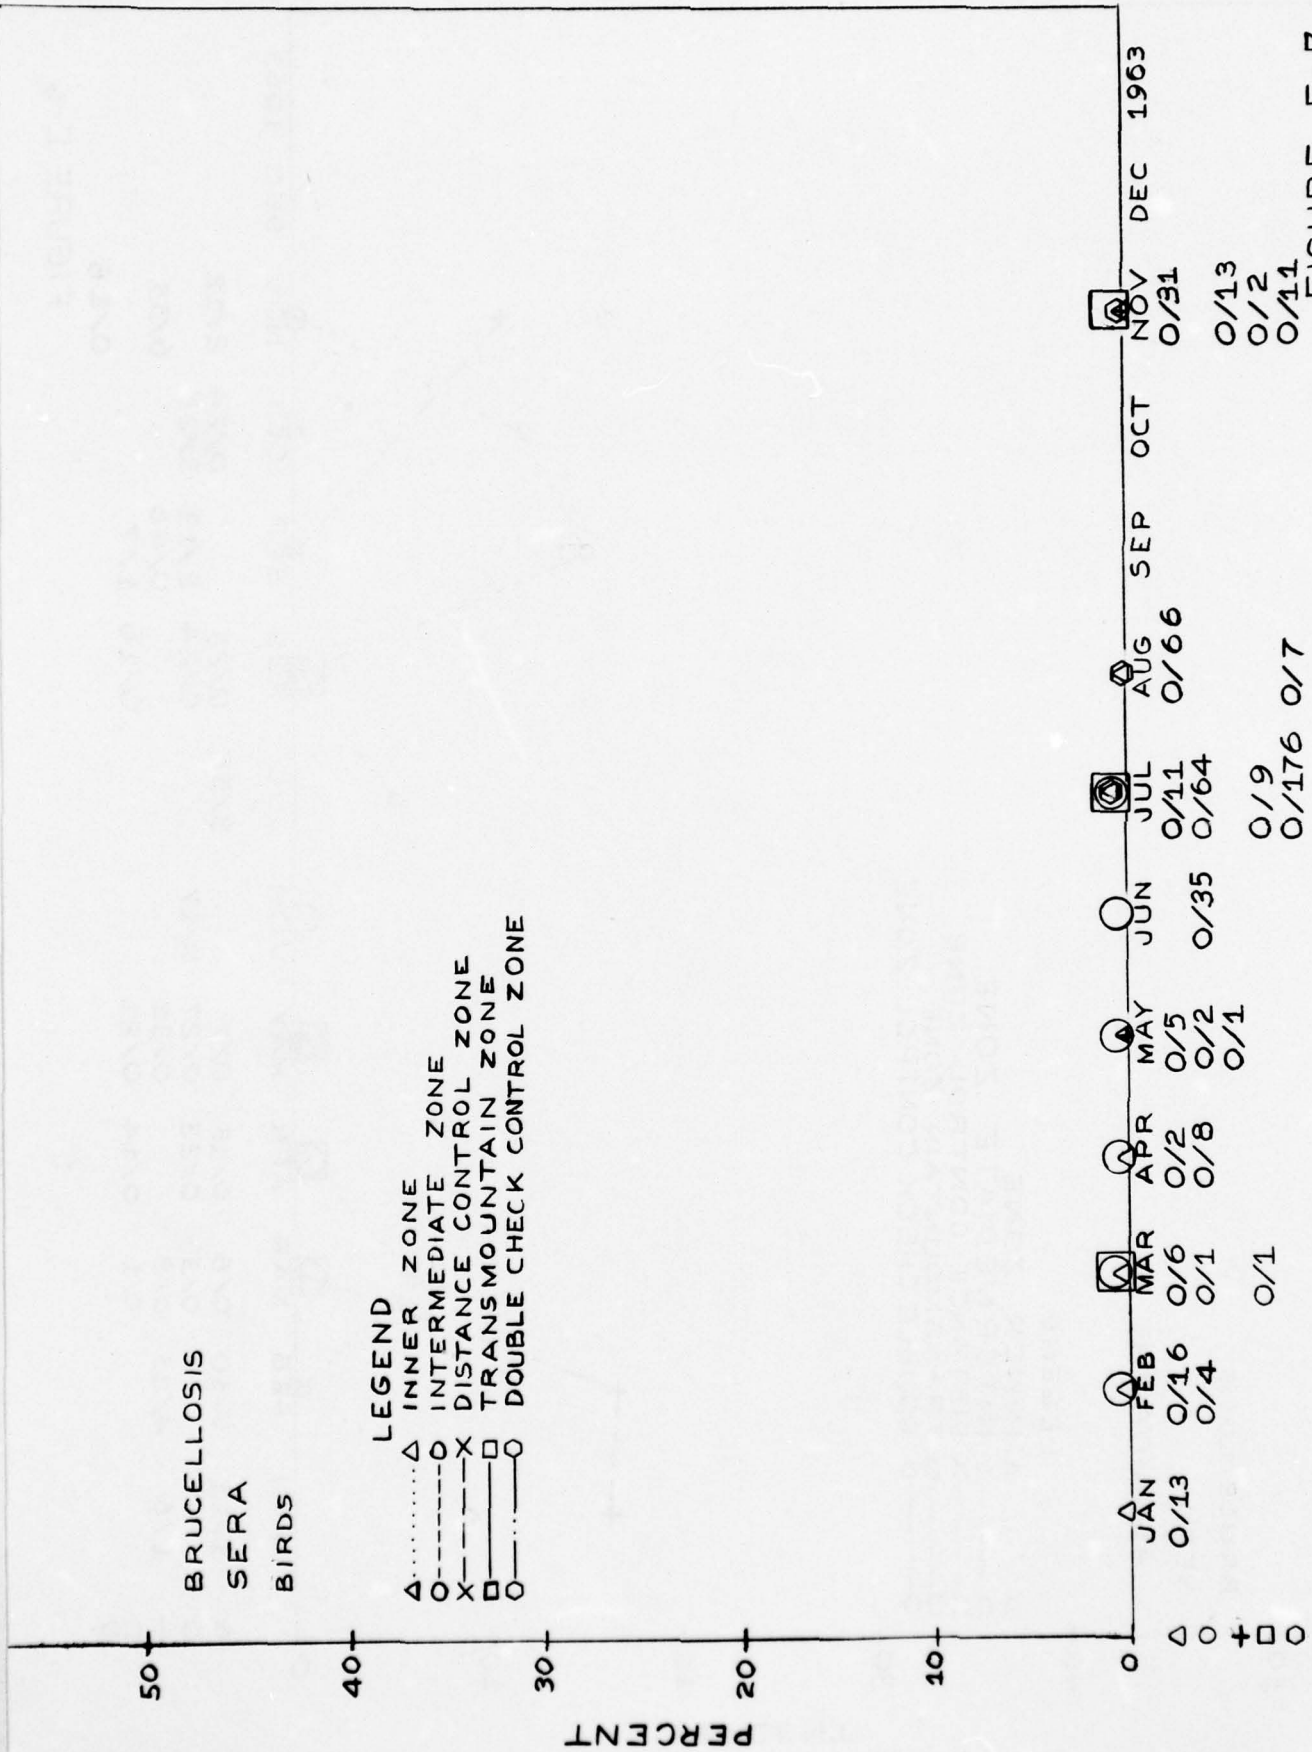 BRUCELLOSIS
SERA
BIRDS
LEGEND
INNER ZONE
INTERMEDIATE ZONE
DISTANCE CONTROL ZONE
TRANSMOUNTAIN ZONE
DOUBLE CHECK CONTROL ZONE
PERCENT
50
40
30
20
10
0
JAN FEB MAR APR MAY JUN JUL AUG SEP OCT NOV DEC 1963
0/13 0/16 0/6 0/2 0/5 0/11 0/66 0/31
0/4 0/1 0/8 0/2 0/35 0/64
0/1 0/13
0/1 0/9 0/2
0/176 0/7 0/11